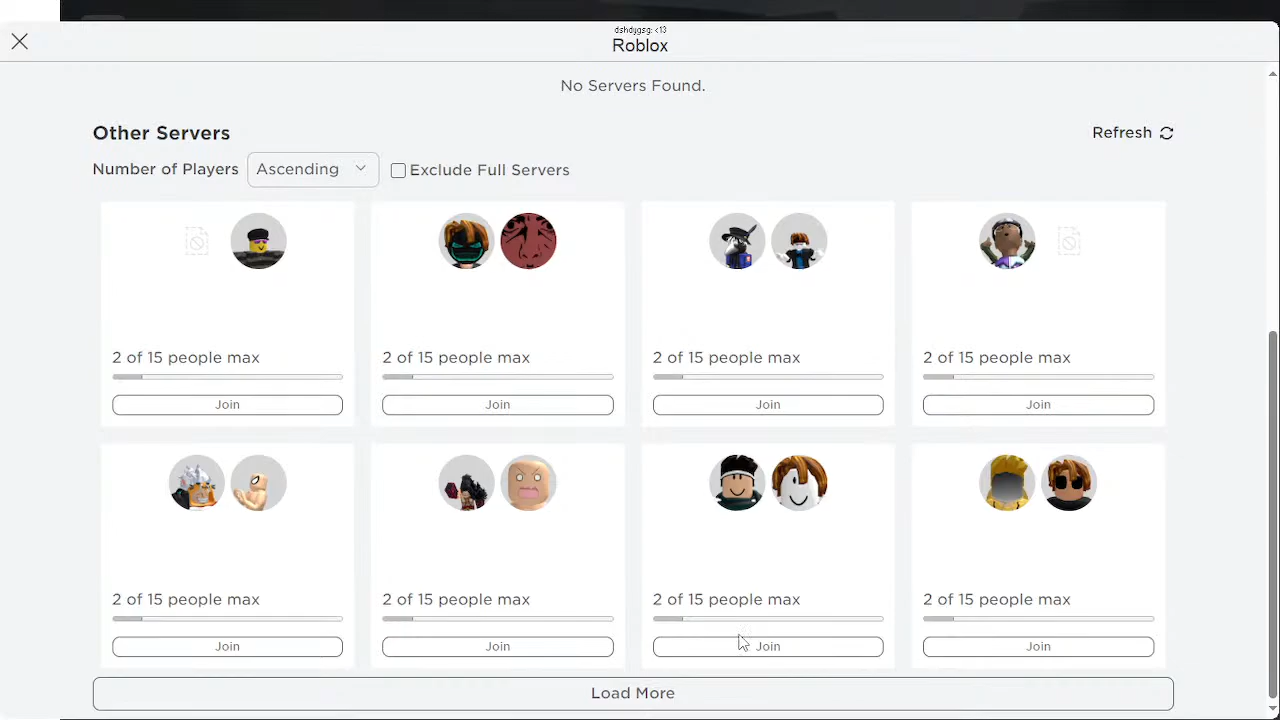 dshdygsg: <13
Roblox
No Servers Found.
Other Servers
Refresh
Number of Players
Ascending
Exclude Full Servers
2 of 15 people max
2 of 15 people max
2 of 15 people max
2 of 15 people max
Join
Join
Join
Join
2 of 15 people max
2 of 15 people max
2 of 15 people max
2 of 15 people max
Join
Join
Join
Join
Load More